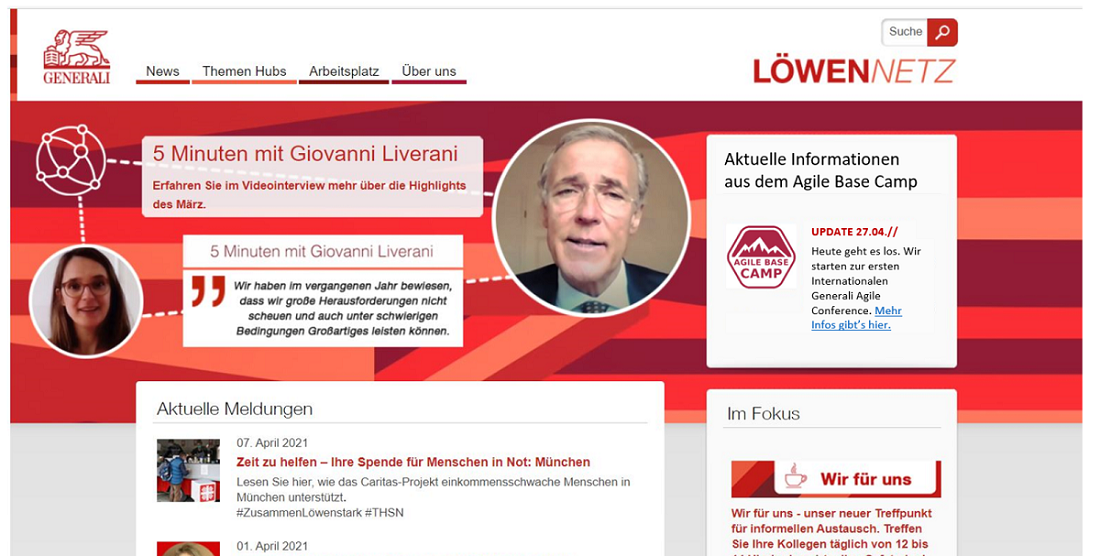 Suche
GENERALI
News
Themen Hubs
Arbeitsplatz
Über uns
LÖWENNETZ
5 Minuten mit Giovanni Liverani
Erfahren Sie im Videointerview mehr über die Highlights
des März.
5 Minuten mit Giovanni Liverani
Wir haben im vergangenen Jahr bewiesen,
dass wir große Herausforderungen nicht
scheuen und auch unter schwierigen
Bedingungen Großartiges leisten können.
Aktuelle Informationen
aus dem Agile Base Camp
AGILE BASE
CAMP
UPDATE 27.04.//
Heute geht es los. Wir
starten zur ersten
Internationalen
Generali Agile
Conference. Mehr
Infos gibt's hier.
Aktuelle Meldungen
07. April 2021
Zeit zu helfen – Ihre Spende für Menschen in Not: München
Lesen Sie hier, wie das Caritas-Projekt einkommensschwache Menschen in
München unterstützt.
#ZusammenLöwenstark #THSN
01. April 2021
Im Fokus
Wir für uns
Wir für uns - unser neuer Treffpunkt
für informellen Austausch. Treffen
Sie Ihre Kollegen täglich von 12 bis